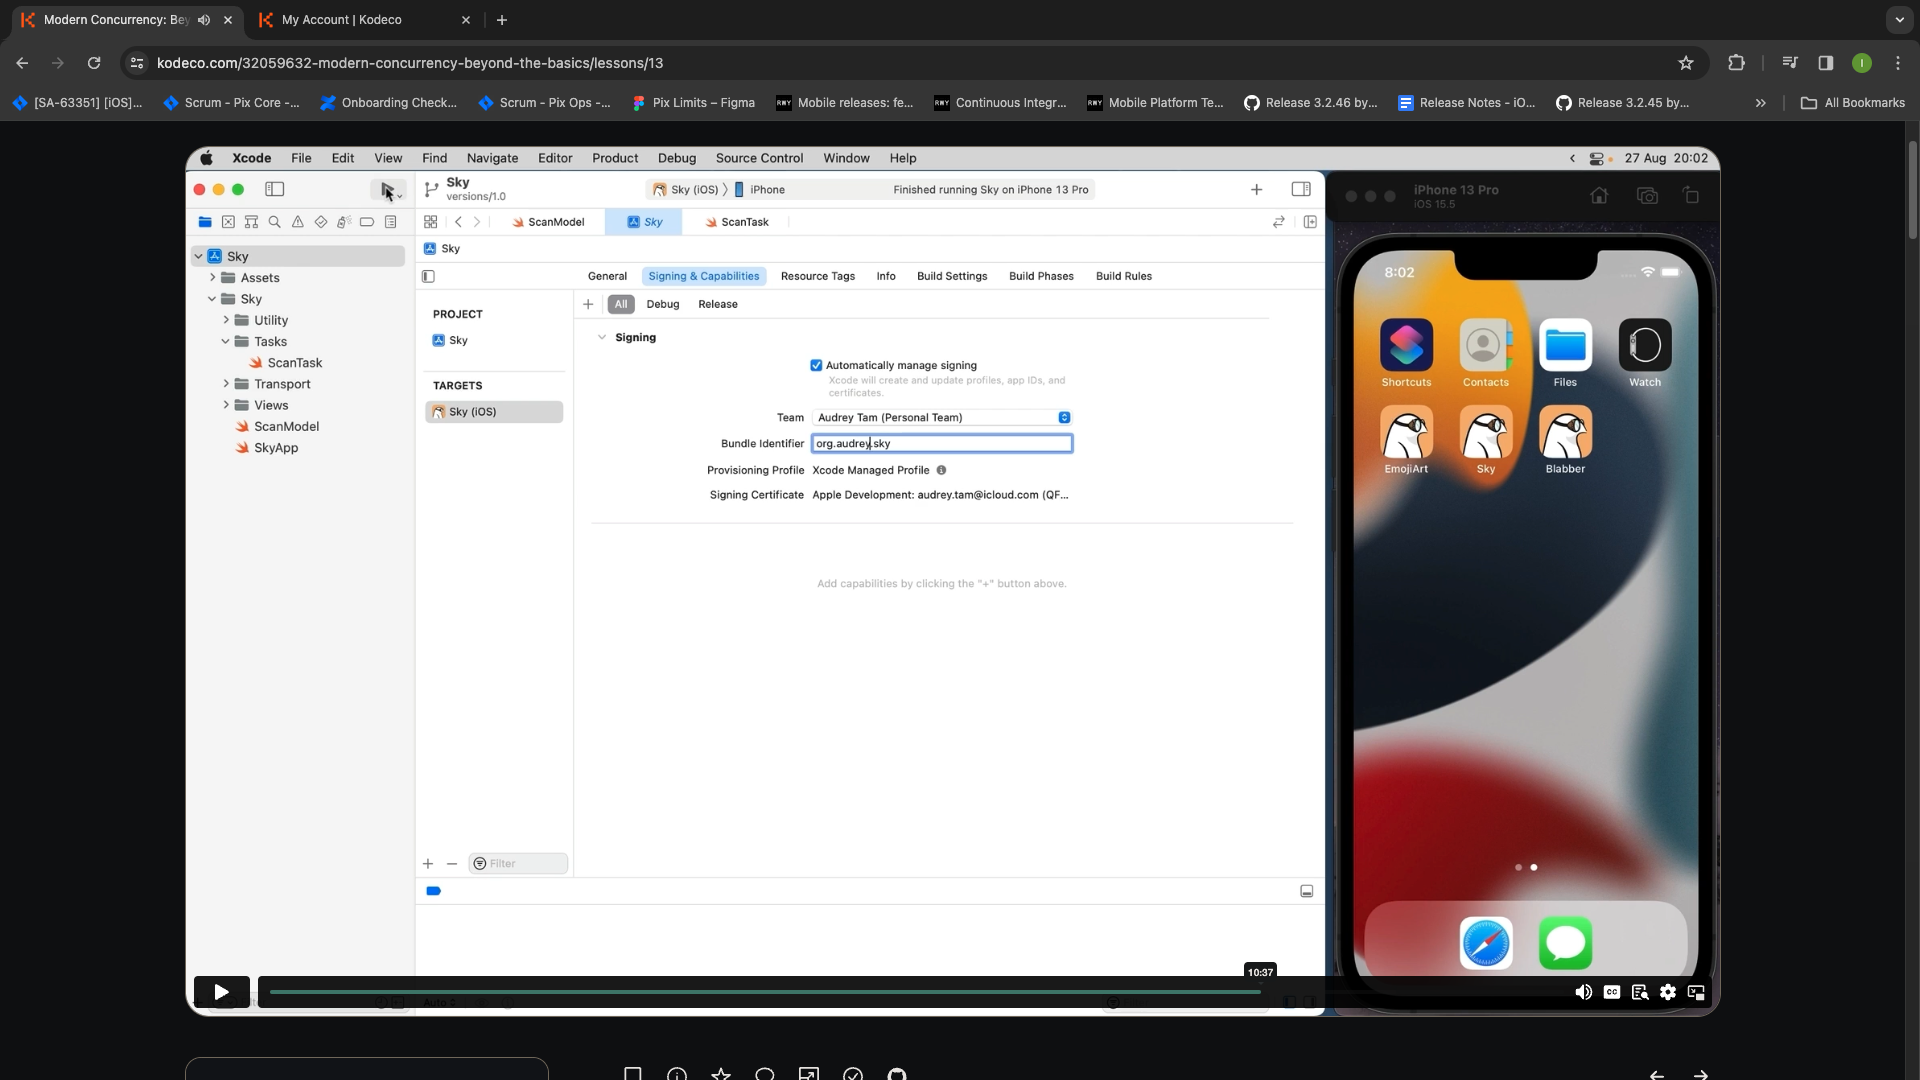 Modern Concurrency: Bey
My Account | Kodeco
kodeco.com/32059632-modern-concurrency-beyond-the-basics/lessons/13
I
[SA-63351] [iOS]...
Scrum - Pix Core -...
Onboarding Check...
Scrum - Pix Ops -...
Pix Limits – Figma
RWY Mobile releases: fe...
RWY Continuous Integr...
RWY Mobile Platform Te...
Release 3.2.46 by...
Release Notes - iO...
Release 3.2.45 by...
All Bookmarks
Xcode File Edit View Find Navigate Editor Product Debug Source Control Window Help
27 Aug 20:02
Sky
versions/1.0
Sky (iOS) 〉 iPhone
Finished running Sky on iPhone 13 Pro
iPhone 13 Pro
iOS 15.5
ScanModel
Sky
ScanTask
Sky
Assets
Sky
Utility
Tasks
ScanTask
Transport
Views
ScanModel
SkyApp
Sky
General
Signing & Capabilities
Resource Tags
Info
Build Settings
Build Phases
Build Rules
PROJECT
Sky
TARGETS
Sky (iOS)
+ All Debug Release
Signing
Automatically manage signing
Xcode will create and update profiles, app IDs, and
certificates.
Team Audrey Tam (Personal Team)
Bundle Identifier org.audrey.sky
Provisioning Profile Xcode Managed Profile
Signing Certificate Apple Development: audrey.tam@icloud.com (QF...
Add capabilities by clicking the "+" button above.
Filter
8:02
Shortcuts
Contacts
Files
Watch
EmojiArt
Sky
Blabber
10:37
Auto
CC